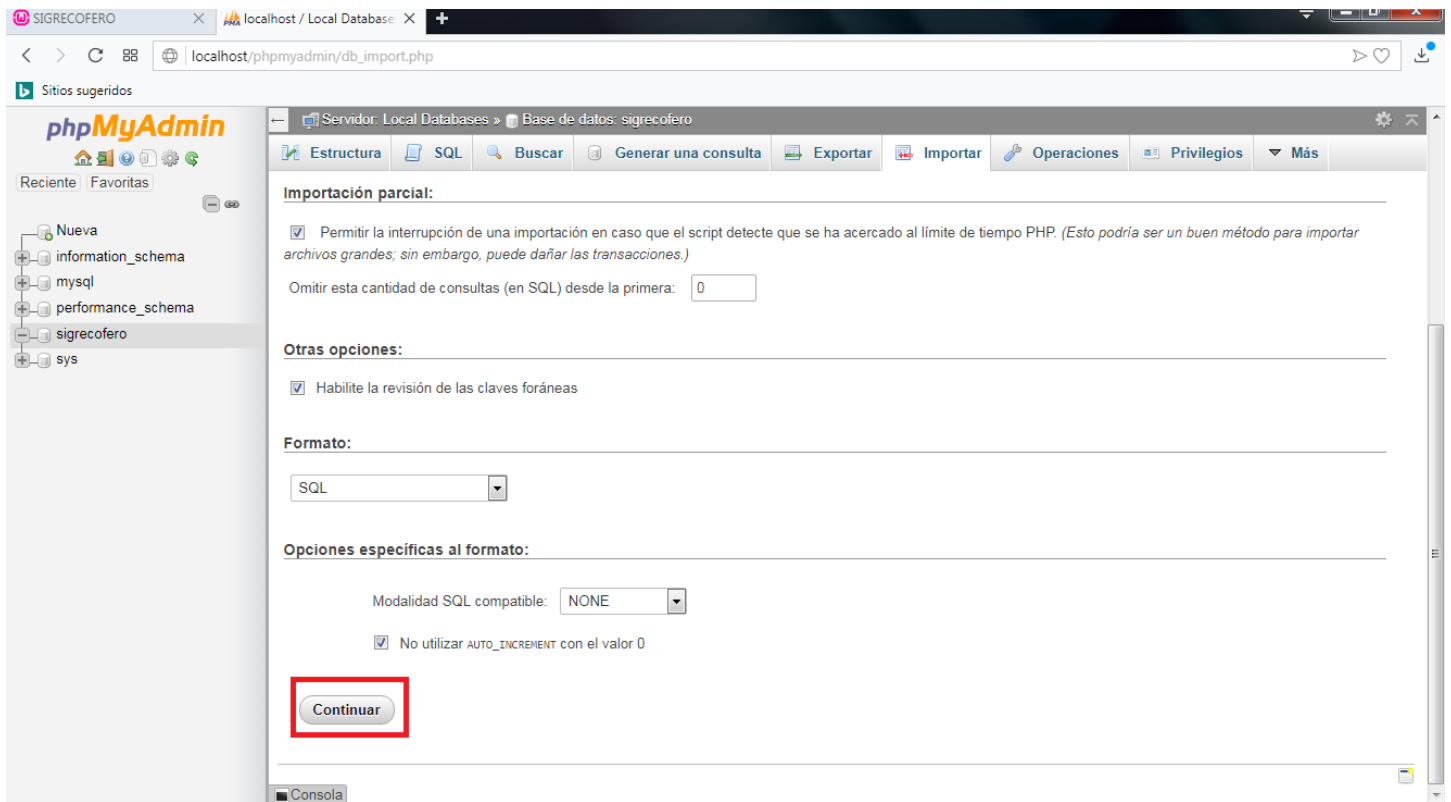 SIGRECOFERO
localhost / Local Database
localhost/phpmyadmin/db_import.php
Sitios sugeridos
phpMyAdmin
Reciente Favoritas
Nueva
information_schema
mysql
performance_schema
sigrecofero
sys
Servidor: Local Databases » Base de datos: sigrecofero
Estructura SQL Buscar Generar una consulta Exportar Importar Operaciones Privilegios Más
Importación parcial:
Permitir la interrupción de una importación en caso que el script detecte que se ha acercado al límite de tiempo PHP. (Esto podría ser un buen método para importar
archivos grandes; sin embargo, puede dañar las transacciones.)
Omitir esta cantidad de consultas (en SQL) desde la primera: 0
Otras opciones:
Habilite la revisión de las claves foráneas
Formato:
SQL
Opciones específicas al formato:
Modalidad SQL compatible: NONE
No utilizar AUTO_INCREMENT con el valor 0
Continuar
Consola